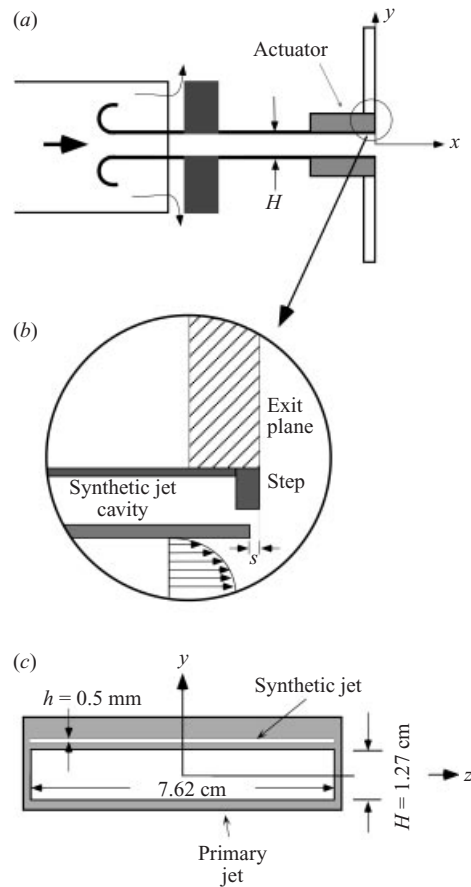 (a)
y
Actuator
x
H
(b)
Exit
plane
Synthetic jet
cavity
Step
s
(c)
y
h = 0.5 mm
Synthetic jet
z
7.62 cm
H = 1.27 cm
Primary
jet